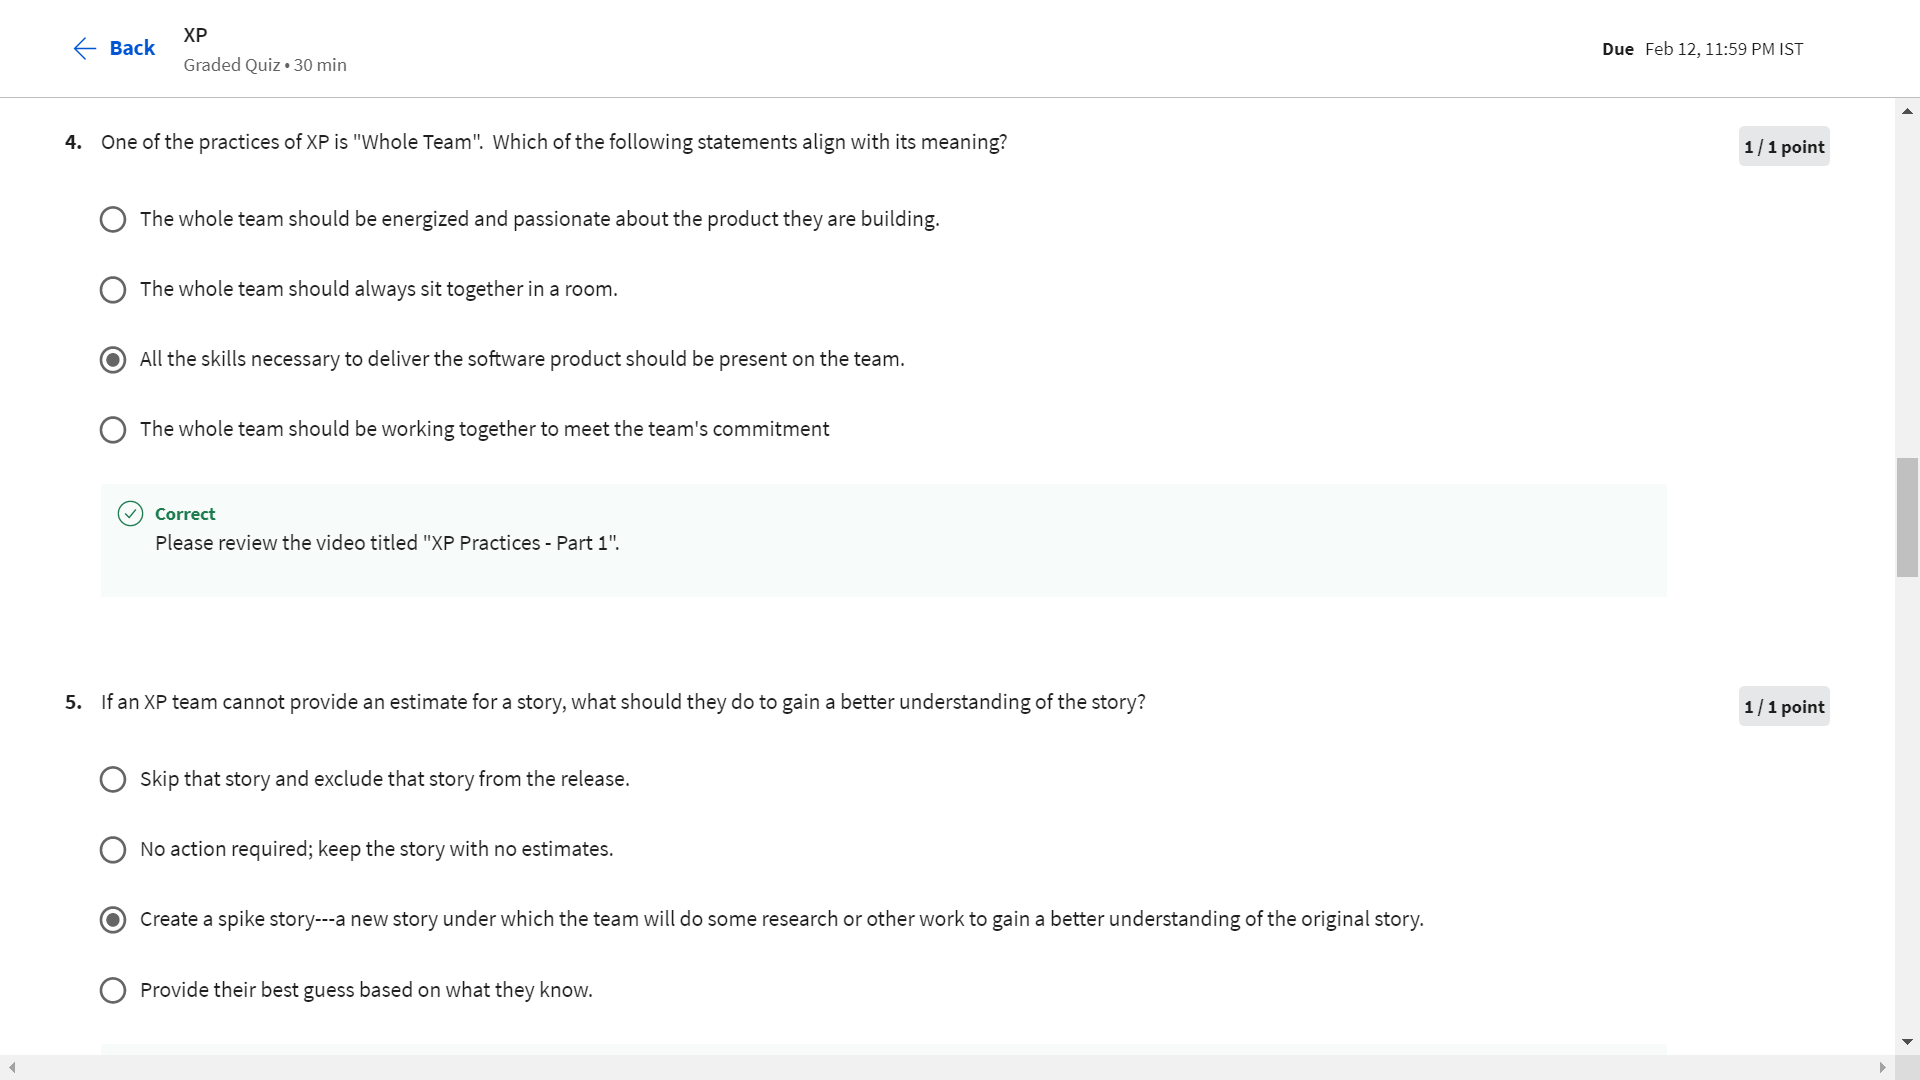 Back
XP
Graded Quiz • 30 min
Due Feb 12, 11:59 PM IST
4. One of the practices of XP is "Whole Team". Which of the following statements align with its meaning?
1 / 1 point
The whole team should be energized and passionate about the product they are building.
The whole team should always sit together in a room.
All the skills necessary to deliver the software product should be present on the team.
The whole team should be working together to meet the team's commitment
Correct
Please review the video titled "XP Practices - Part 1".
5. If an XP team cannot provide an estimate for a story, what should they do to gain a better understanding of the story?
1 / 1 point
Skip that story and exclude that story from the release.
No action required; keep the story with no estimates.
Create a spike story---a new story under which the team will do some research or other work to gain a better understanding of the original story.
Provide their best guess based on what they know.